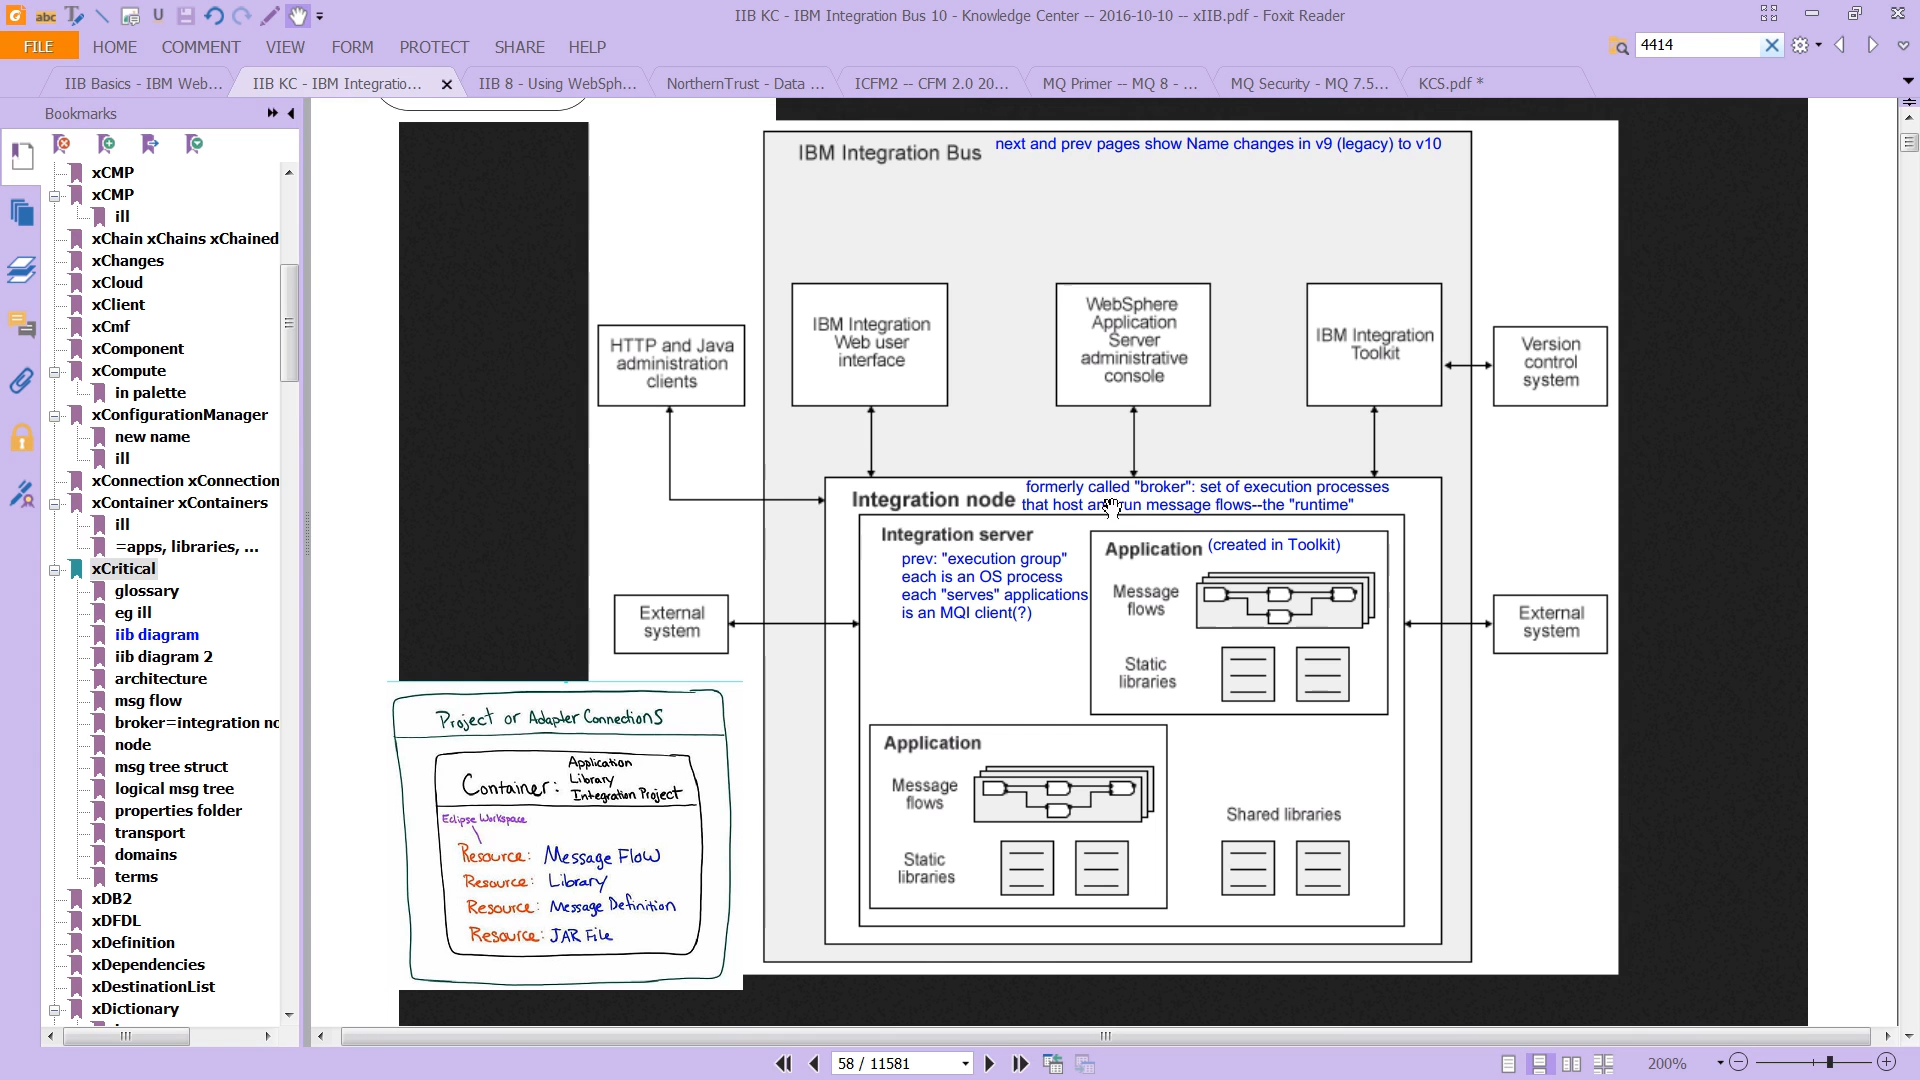 IIB KC - IBM Integration Bus 10 - Knowledge Center -- 2016-10-10 -- xIIB.pdf - Foxit Reader
FILE HOME COMMENT VIEW FORM PROTECT SHARE HELP
4414
IIB Basics - IBM Web...
IIB KC - IBM Integratio...
IIB 8 - Using WebSph...
NorthernTrust - Data ...
ICFM2 -- CFM 2.0 20...
MQ Primer -- MQ 8 - ...
MQ Security - MQ 7.5...
KCS.pdf *
Bookmarks
xCMP
xCMP
ill
xChain xChains xChained
xChanges
xCloud
xClient
xCmf
xComponent
xCompute
in palette
xConfigurationManager
new name
ill
xConnection xConnection
xContainer xContainers
ill
=apps, libraries, ...
xCritical
glossary
eg ill
iib diagram
iib diagram 2
architecture
msg flow
broker=integration no
node
msg tree struct
logical msg tree
properties folder
transport
domains
terms
xDB2
xDFDL
xDefinition
xDependencies
xDestinationList
xDictionary
IBM Integration Bus
next and prev pages show Name changes in v9 (legacy) to v10
HTTP and Java
administration
clients
IBM Integration
Web user
interface
WebSphere
Application
Server
administrative
console
IBM Integration
Toolkit
Version
control
system
Integration node
formerly called "broker": set of execution processes
that host and run message flows--the "runtime"
Integration server
prev: "execution group"
each is an OS process
each "serves" applications
is an MQI client(?)
Application (created in Toolkit)
Message
flows
Static
libraries
External
system
External
system
Application
Message
flows
Static
libraries
Shared libraries
Project or Adapter Connections
Container:
Application
Library
Integration Project
Eclipse Workspace
Resource: Message Flow
Resource: Library
Resource: Message Definition
Resource: JAR File
58 / 11581
200%